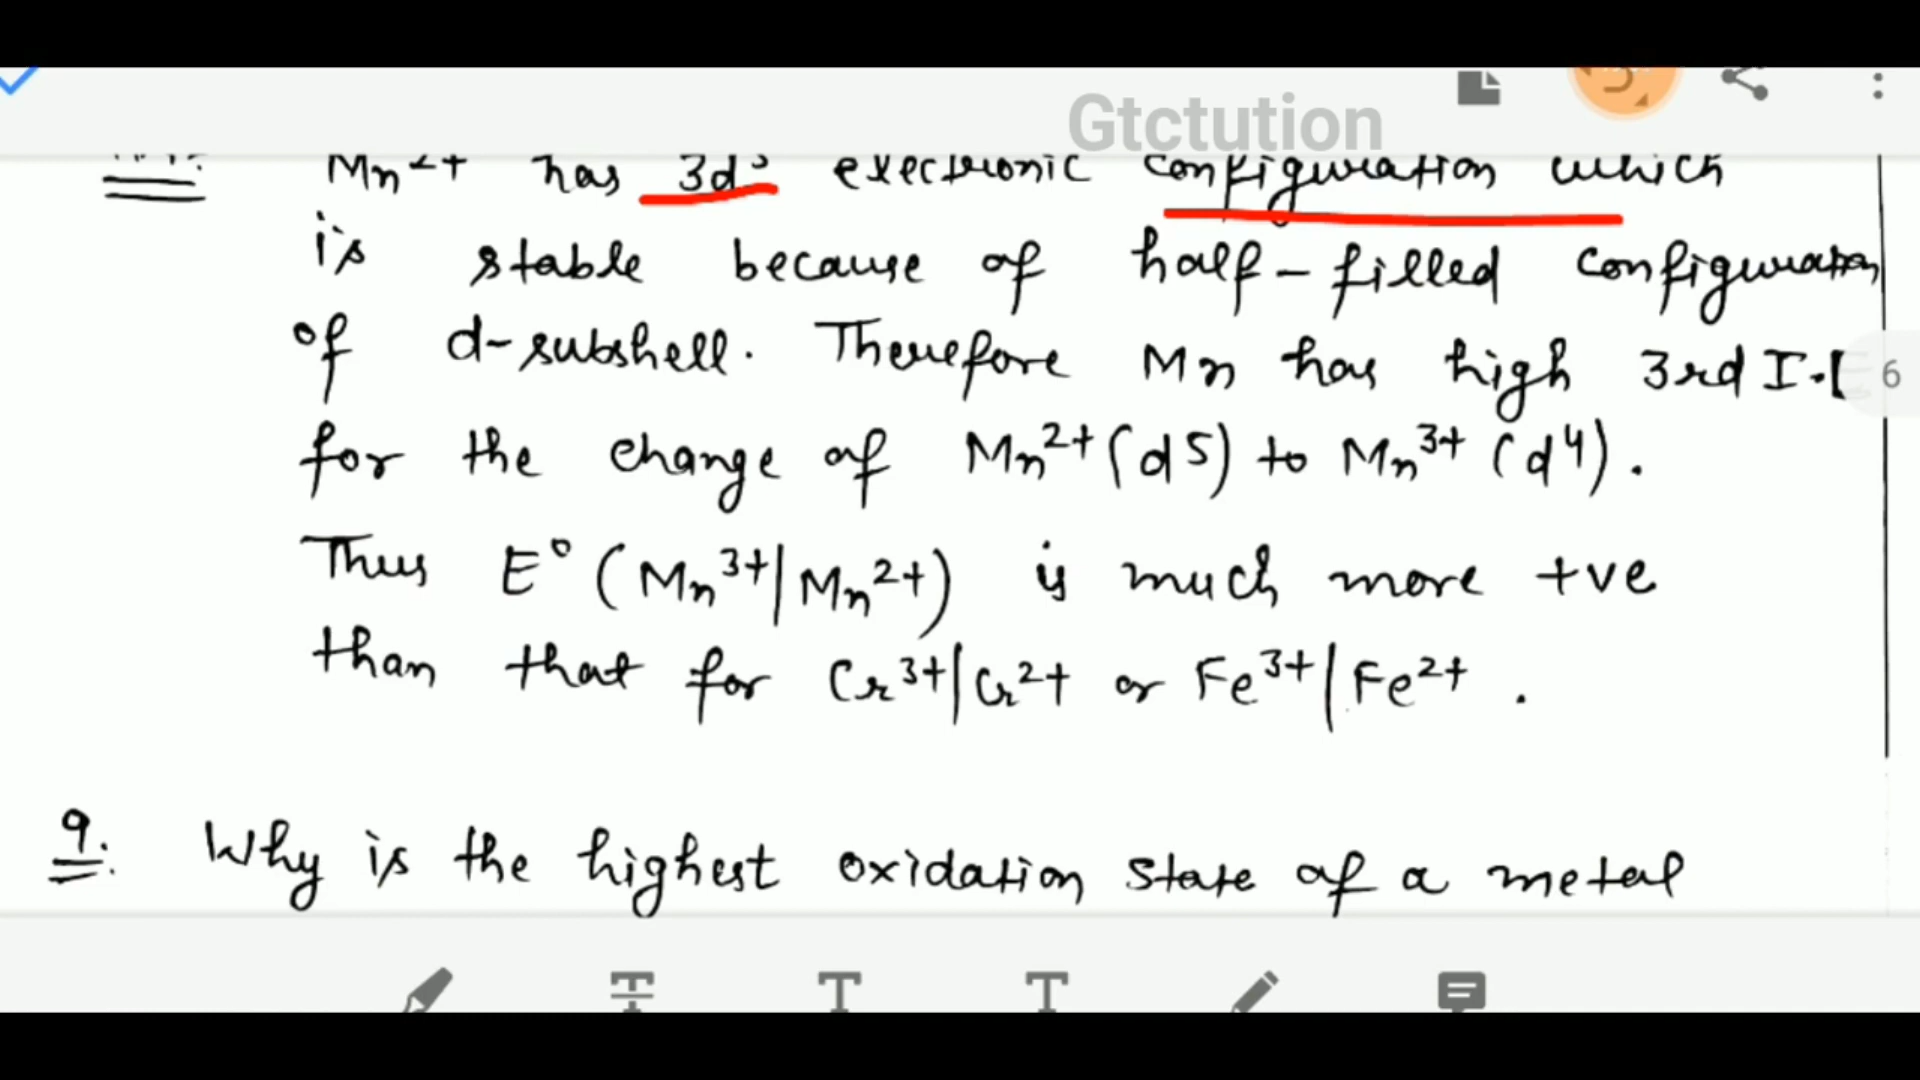 Gtctution
Mn²⁺ has 3d⁵ electronic configuration which
is stable because of half-filled configuration
of d-subshell. Therefore Mn has high 3rd I.E
6
for the change of Mn²⁺(d5) to Mn³⁺(d⁴).
Thus E°(Mn³⁺|Mn²⁺) is much more +ve
than that for Cr³⁺|Cr²⁺ or Fe³⁺|Fe²⁺.
9. Why is the highest oxidation state of a metal